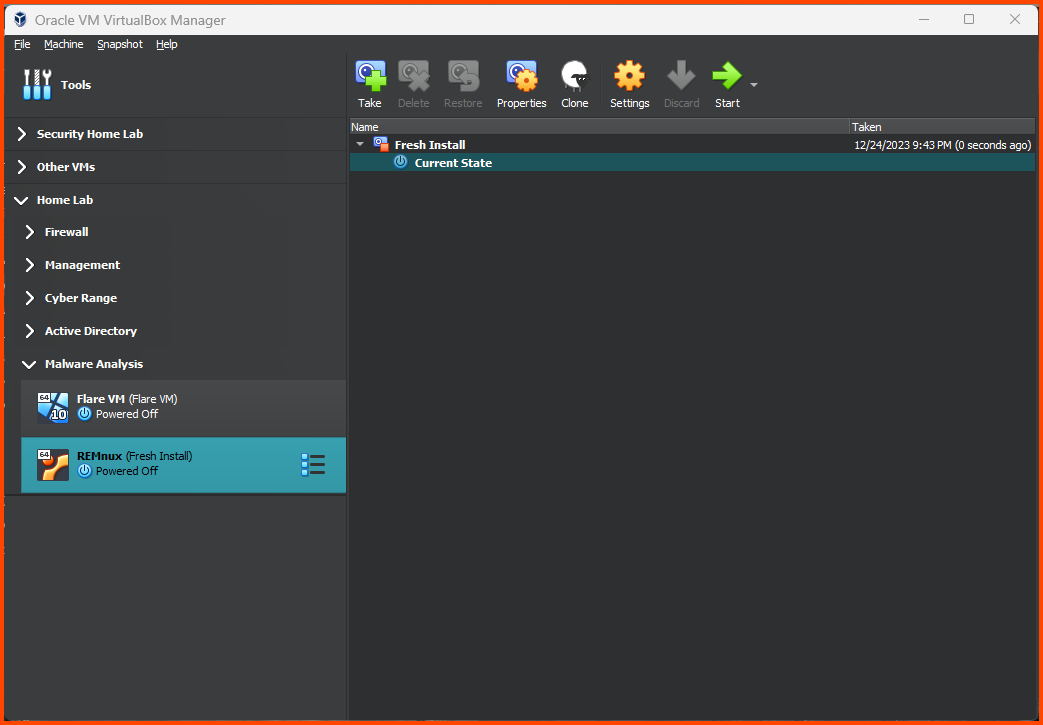 Oracle VM VirtualBox Manager
File Machine Snapshot Help
Tools
Take Delete Restore Properties Clone Settings Discard Start
Name Taken
Security Home Lab
Other VMs
Home Lab
Firewall
Management
Cyber Range
Active Directory
Malware Analysis
64
10
Flare VM (Flare VM)
Powered Off
64
REMnux (Fresh Install)
Powered Off
Fresh Install 12/24/2023 9:43 PM (0 seconds ago)
Current State